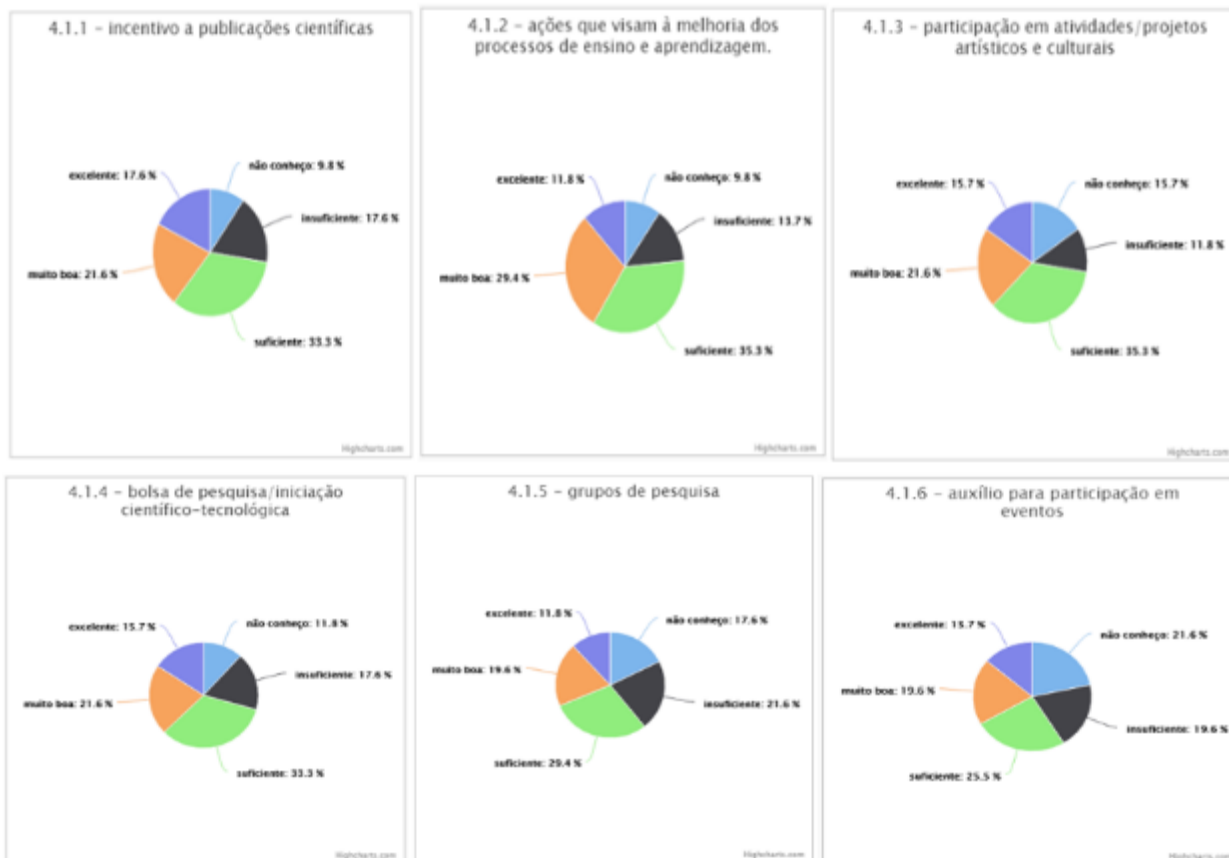 4.1.1 - incentivo a publicações científicas
excelente: 17.6 %
não conheço: 9.8 %
insuficiente: 17.6 %
muito boa: 21.6 %
suficiente: 33.3 %
Highcharts.com
4.1.2 - ações que visam à melhoria dos
processos de ensino e aprendizagem.
excelente: 11.8 %
não conheço: 9.8 %
insuficiente: 13.7 %
muito boa: 29.4 %
suficiente: 35.3 %
Highcharts.com
4.1.3 - participação em atividades/projetos
artísticos e culturais
excelente: 15.7 %
não conheço: 15.7 %
insuficiente: 11.8 %
muito boa: 21.6 %
suficiente: 35.3 %
Highcharts.com
4.1.4 - bolsa de pesquisa/iniciação
científico-tecnológica
excelente: 15.7 %
não conheço: 11.8 %
insuficiente: 17.6 %
muito boa: 21.6 %
suficiente: 33.3 %
Highcharts.com
4.1.5 - grupos de pesquisa
excelente: 11.8 %
não conheço: 17.6 %
muito boa: 19.6 %
insuficiente: 21.6 %
suficiente: 29.4 %
Highcharts.com
4.1.6 - auxílio para participação em
eventos
excelente: 15.7 %
não conheço: 21.6 %
muito boa: 19.6 %
insuficiente: 19.6 %
suficiente: 25.5 %
Highcharts.com